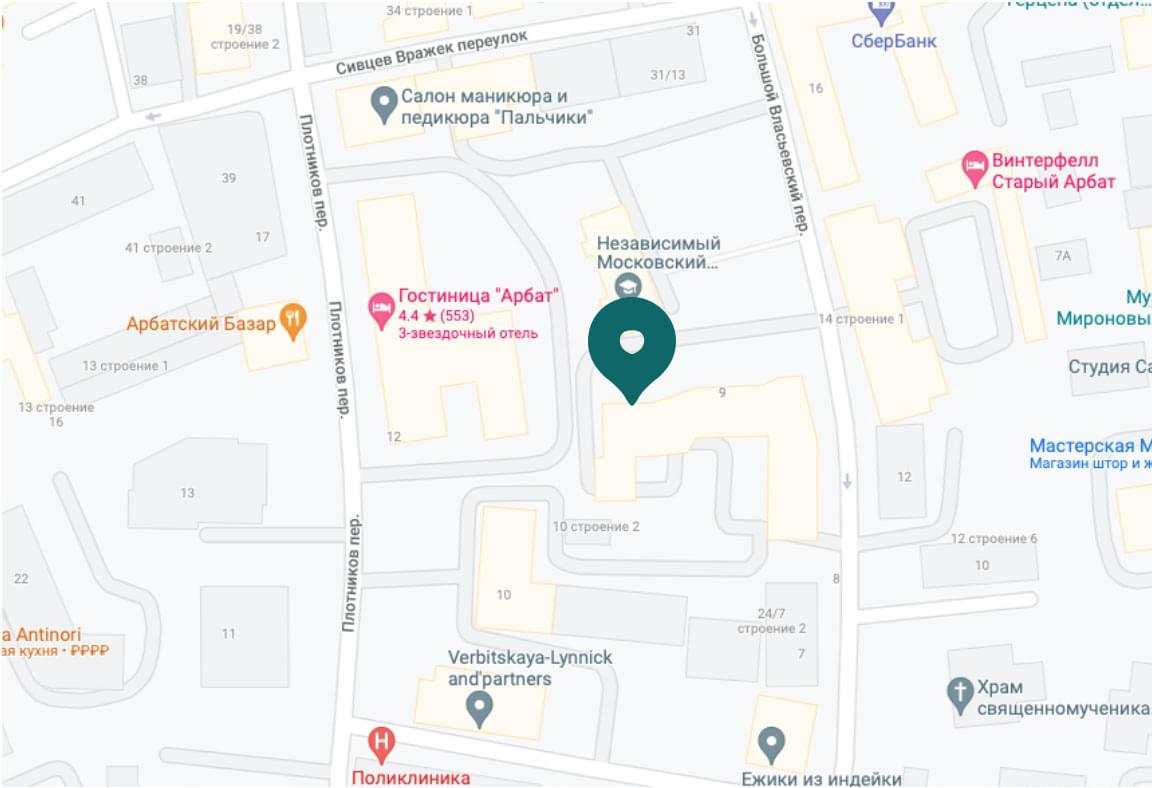 34 строение 1
19/38
строение 2
38
Сивцев Вражек переулок
31
31/13
СберБанк
Большой Власьевский пер.
16
Салон маникюра и
педикюра "Пальчики"
Плотников пер.
Винтерфелл
Старый Арбат
39
41
17
41 строение 2
Независимый
Московский...
7А
Гостиница "Арбат"
4.4 ★ (553)
3-звездочный отель
Арбатский Базар
14 строение 1
Му
Мироновы
Плотников пер.
13 строение 1
Студия Са
13 строение
16
9
12
Мастерская М
Магазин штор и ж
12
13
Плотников пер.
10 строение 2
12 строение 6
10
22
8
10
24/7
строение 2
7
11
a Antinori
ая кухня • ₽₽₽₽
Verbitskaya-Lynnick
and partners
Храм
священномученика
Поликлиника
Ежики из индейки